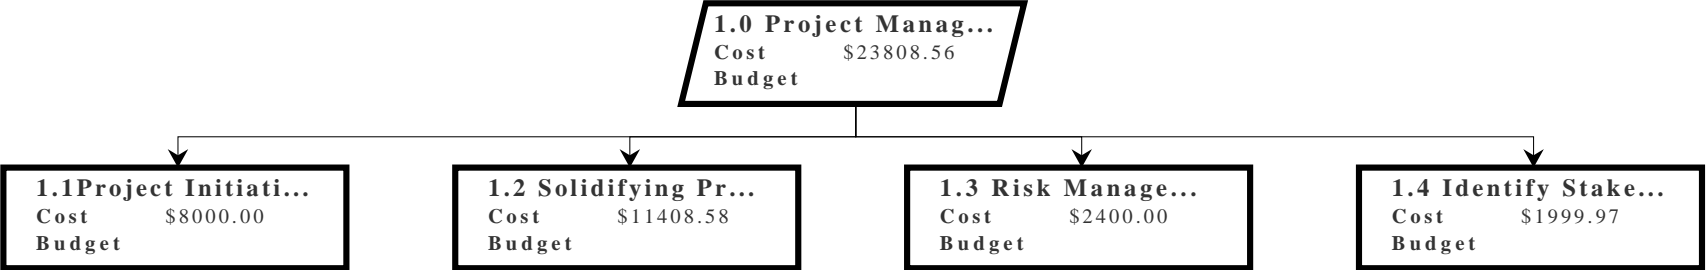 1.0 Project Manag...
Cost $23808.56
Budget
1.1Project Initiati...
Cost $8000.00
Budget
1.2 Solidifying Pr...
Cost $11408.58
Budget
1.3 Risk Manage...
Cost $2400.00
Budget
1.4 Identify Stake...
Cost $1999.97
Budget